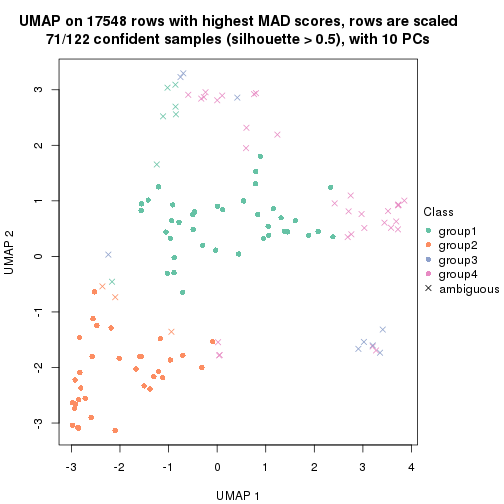 UMAP on 17548 rows with highest MAD scores, rows are scaled
71/122 confident samples (silhouette > 0.5), with 10 PCs
3
2
1
0
-1
-2
-3
UMAP 2
-3
-2
-1
0
1
2
3
4
UMAP 1
Class
group1
group2
group3
group4
ambiguous